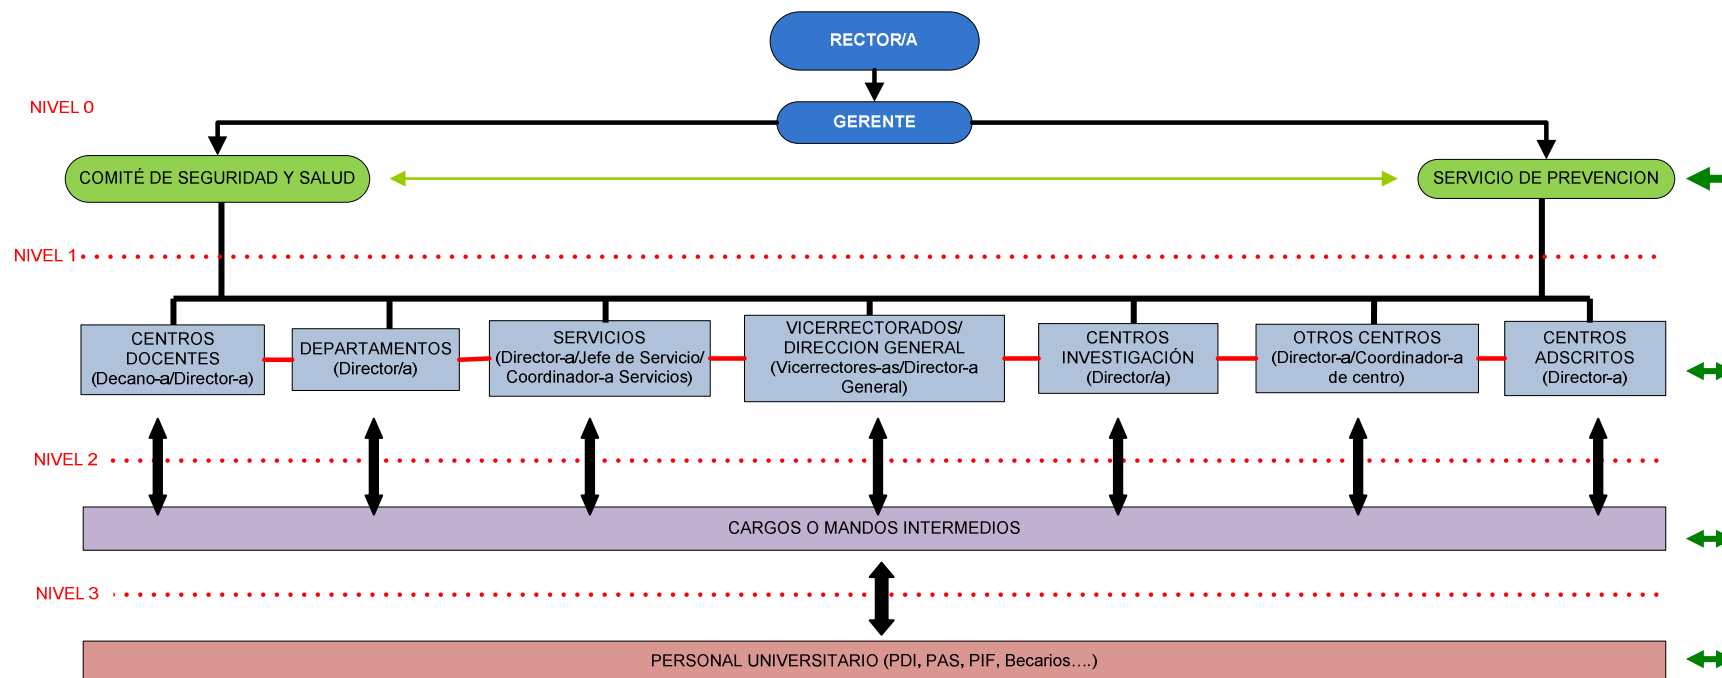 RECTOR/A
NIVEL 0
GERENTE
COMITÉ DE SEGURIDAD Y SALUD
SERVICIO DE PREVENCION
NIVEL 1
CENTROS
DOCENTES
(Decano-a/Director-a)
DEPARTAMENTOS
(Director/a)
SERVICIOS
(Director-a/Jefe de Servicio/
Coordinador-a Servicios)
VICERRECTORADOS/
DIRECCION GENERAL
(Vicerrectores-as/Director-a
General)
CENTROS
INVESTIGACIÓN
(Director/a)
OTROS CENTROS
(Director-a/Coordinador-a
de centro)
CENTROS
ADSCRITOS
(Director-a)
NIVEL 2
CARGOS O MANDOS INTERMEDIOS
NIVEL 3
PERSONAL UNIVERSITARIO (PDI, PAS, PIF, Becarios....)